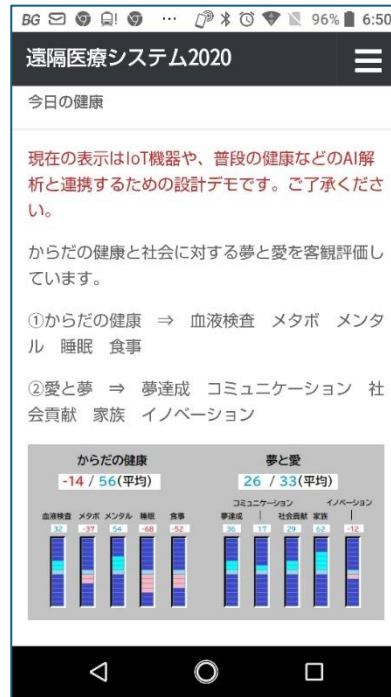 BG 96% 6:50
遠隔医療システム2020
今日の健康
現在の表示はIoT機器や、普段の健康などのAI解
析と連携するための設計デモです。ご了承くださ
い。
からだの健康と社会に対する夢と愛を客観評価し
ています。
①からだの健康 ⇒ 血液検査 メタボ メンタ
ル 睡眠 食事
②愛と夢 ⇒ 夢達成 コミュニケーション 社
会貢献 家族 イノベーション
からだの健康
-14 / 56(平均)
血液検査 メタボ メンタル 睡眠 食事
32 -37 54 -68 -52
夢と愛
26 / 33(平均)
コミュニケーション イノベーション
夢達成 | 社会貢献 家族 |
36 17 29 62 -12